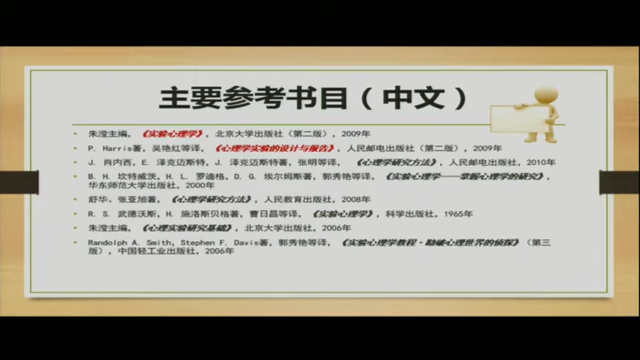 主要参考书目（中文）
朱滢主编，《实验心理学》，北京大学出版社（第二版），2009年
P. Harris著，吴艳红等译，《心理学实验的设计与报告》，人民邮电出版社（第二版），2009年
J. 肖内西，E. 泽克迈斯特，J. 泽克迈斯特著，张明等译，《心理学研究方法》，人民邮电出版社，2010年
B. H. 坎特威茨，H. L. 罗迪格，D. G. 埃尔姆斯著，郭秀艳等译，《实验心理学——掌握心理学的研究》，
华东师范大学出版社，2000年
舒华、张亚旭著，《心理学研究方法》，人民教育出版社，2008年
R. S. 武德沃斯，H. 施洛斯贝格著，曹日昌等译，《实验心理学》，科学出版社，1965年
朱滢主编，《心理实验研究基础》，北京大学出版社，2006年
Randolph A. Smith, Stephen F. Davis著，郭秀艳等译，《实验心理学教程·勘破心理世界的侦探》（第三
版），中国轻工业出版社，2006年